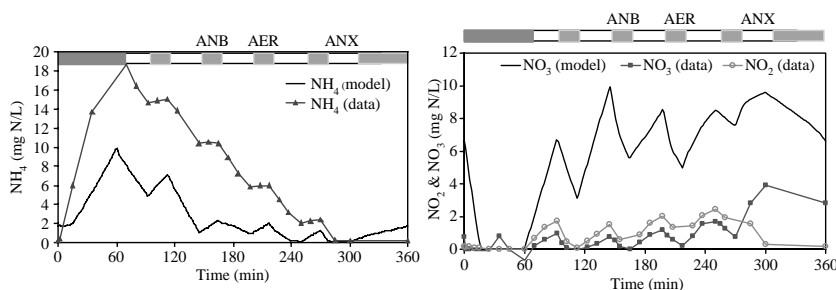 ANB AER ANX
20
18
16
14
12
10
8
6
4
2
0
NH4 (mg N/L)
NH4 (model)
NH4 (data)
0 60 120 180 240 300 360
Time (min)
ANB AER ANX
12
10
8
6
4
2
0
NO2 & NO3 (mg N/L)
NO3 (model) NO3 (data) NO2 (data)
0 60 120 180 240 300 360
Time (min)